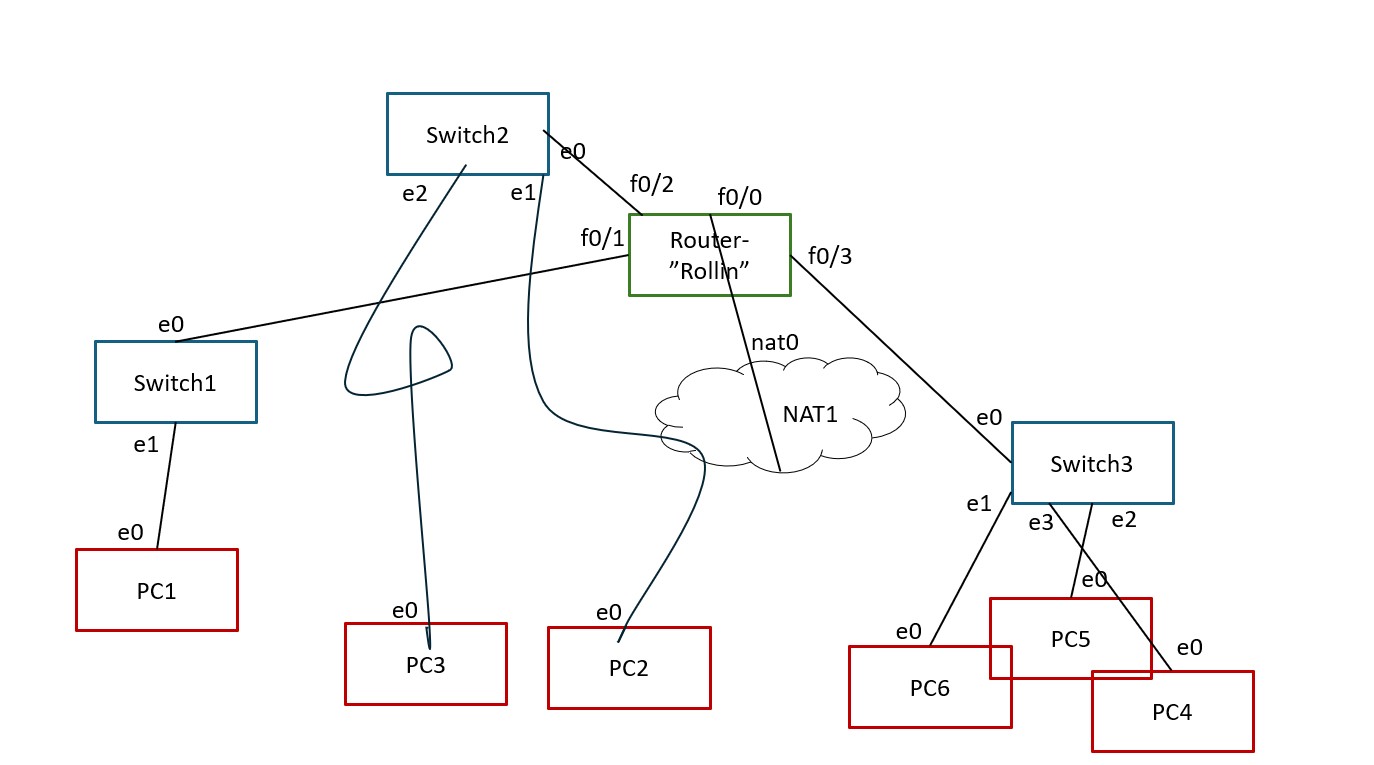 Switch2
e0
e2
e1
f0/2
f0/0
f0/1
Router-
”Rollin”
f0/3
e0
nat0
Switch1
NAT1
e0
e1
Switch3
e1
e3
e2
e0
PC1
e0
e0
e0
PC3
PC2
e0
PC5
e0
PC6
e0
PC4